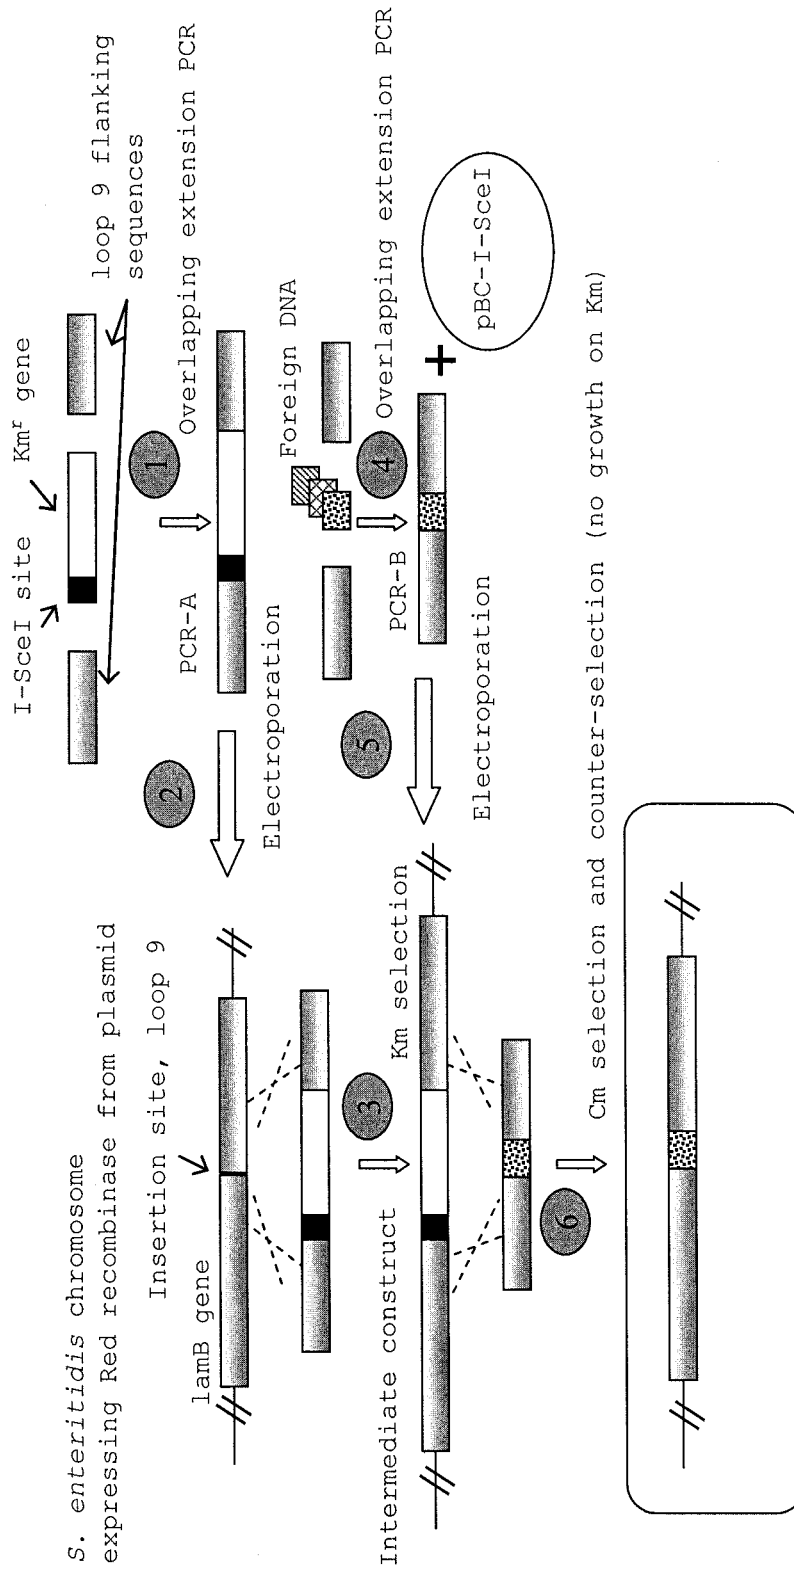 S. enteritidis chromosome
expressing Red recombinase from plasmid
Insertion site, loop 9
lamB gene
I-SceI site
Kmʳ gene
loop 9 flanking
sequences
1
Overlapping extension PCR
PCR-A
2
Electroporation
3
Km selection
Intermediate construct
Foreign DNA
4
Overlapping extension PCR
PCR-B
+
pBC-I-SceI
5
Electroporation
6
Cm selection and counter-selection (no growth on Km)